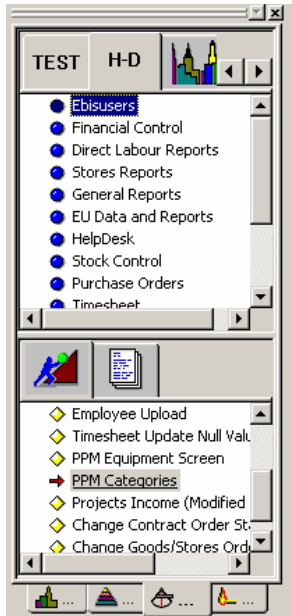 TEST
H-D
Ebisusers
Financial Control
Direct Labour Reports
Stores Reports
General Reports
EU Data and Reports
HelpDesk
Stock Control
Purchase Orders
Timesheet
Employee Upload
Timesheet Update Null Valu
PPM Equipment Screen
PPM Categories
Projects Income (Modified
Change Contract Order Sta
Change Goods/Stores Orde
... ... ... ...